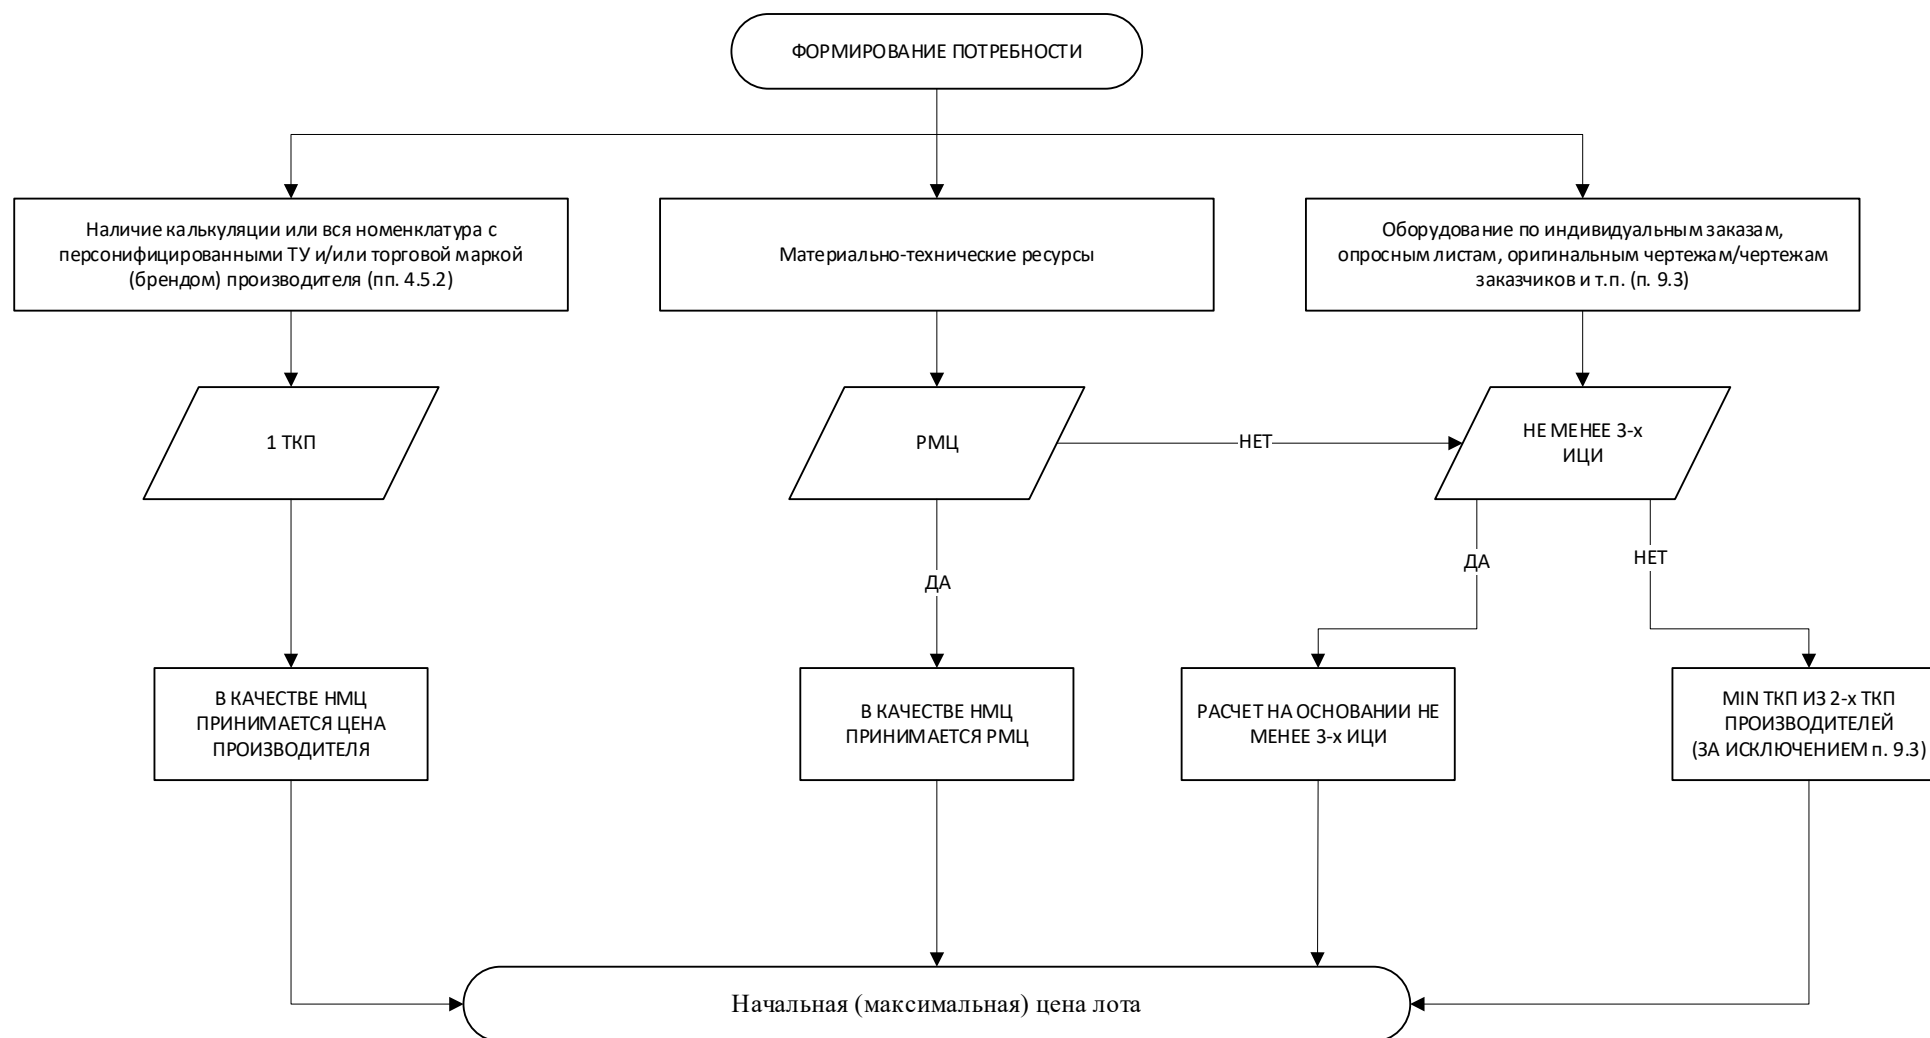 ФОРМИРОВАНИЕ ПОТРЕБНОСТИ
Наличие калькуляции или вся номенклатура с
персонифицированными ТУ и/или торговой маркой
(брендом) производителя (пп. 4.5.2)
Материально-технические ресурсы
Оборудование по индивидуальным заказам,
опросным листам, оригинальным чертежам/чертежам
заказчиков и т.п. (п. 9.3)
1 ТКП
РМЦ
НЕТ
НЕ МЕНЕЕ 3-х
ИЦИ
ДА
ДА
НЕТ
В КАЧЕСТВЕ НМЦ
ПРИНИМАЕТСЯ ЦЕНА
ПРОИЗВОДИТЕЛЯ
В КАЧЕСТВЕ НМЦ
ПРИНИМАЕТСЯ РМЦ
РАСЧЕТ НА ОСНОВАНИИ НЕ
МЕНЕЕ 3-х ИЦИ
MIN ТКП ИЗ 2-х ТКП
ПРОИЗВОДИТЕЛЕЙ
(ЗА ИСКЛЮЧЕНИЕМ п. 9.3)
Начальная (максимальная) цена лота